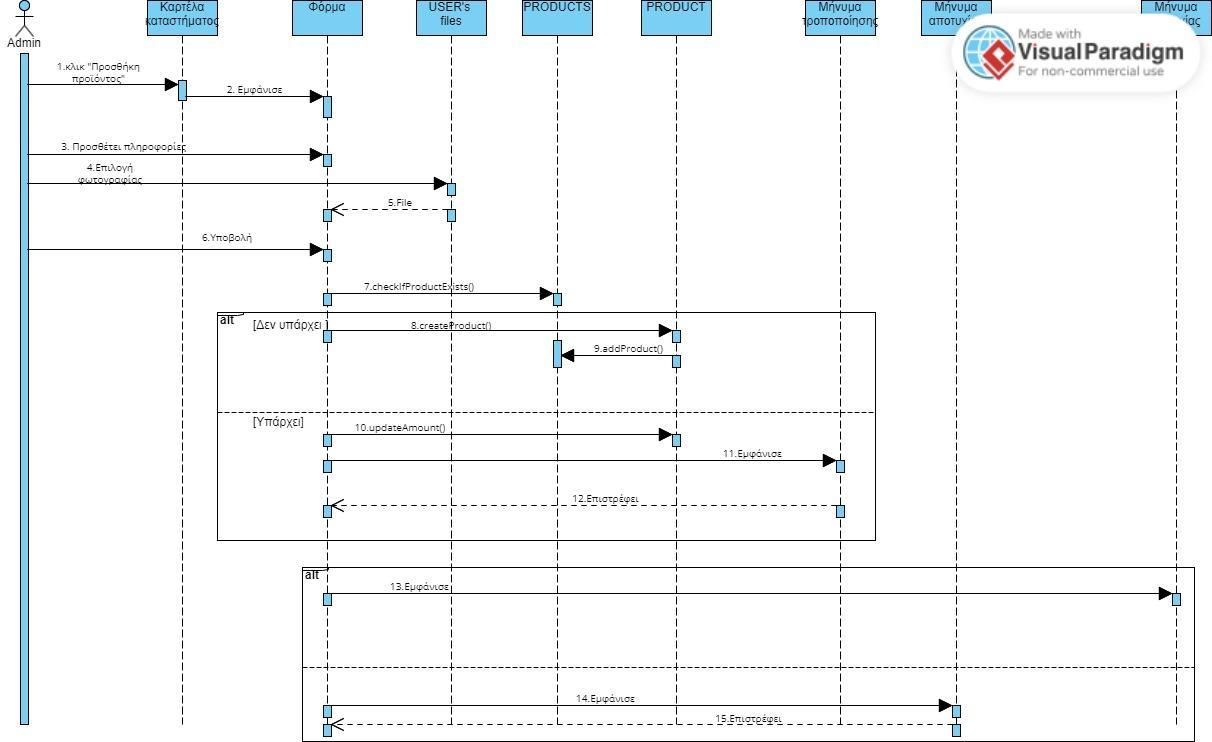 Admin
Καρτέλα
καταστήματος
Φόρμα
USER's
files
PRODUCTS
PRODUCT
Μήνυμα
τροποποίησης
Μήνυμα
Μήνυμα
Made with
Visual Paradigm
For non-commercial use
1.κλικ "Προσθήκη
προϊόντος"
2. Εμφάνισε
3. Προσθέτει πληροφορίες
4.Επιλογή
φωτογραφίας
5.File
6.Υποβολή
7.checkIfProductExists()
alt
[Δεν υπάρχει]
8.createProduct()
9.addProduct()
[Υπάρχει]
10.updateAmount()
11.Εμφάνισε
12.Επιστρέφει
alt
13.Εμφάνισε
14.Εμφάνισε
15.Επιστρέφει